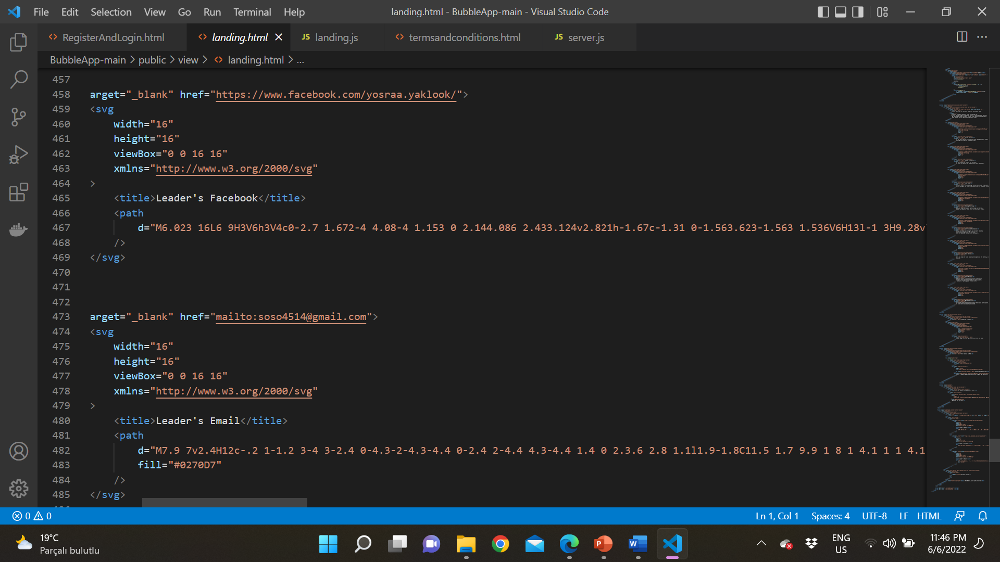 File Edit Selection View Go Run Terminal Help
landing.html - BubbleApp-main - Visual Studio Code
RegisterAndLogin.html
landing.html
JS landing.js
termsandconditions.html
JS server.js
BubbleApp-main > public > view > landing.html > ...
457
458 arget="_blank" href="https://www.facebook.com/yosraa.yaklook/">
459 <svg
460 width="16"
461 height="16"
462 viewBox="0 0 16 16"
463 xmlns="http://www.w3.org/2000/svg"
464 >
465 <title>Leader's Facebook</title>
466 <path
467 d="M6.023 16L6 9H3V6h3V4c0-2.7 1.672-4 4.08-4 1.153 0 2.144.086 2.433.124v2.821h-1.67c-1.31 0-1.563.623-1.563 1.536V6H13l-1 3H9.28v
468 />
469 </svg>
470
471
472
473 arget="_blank" href="mailto:soso4514@gmail.com">
474 <svg
475 width="16"
476 height="16"
477 viewBox="0 0 16 16"
478 xmlns="http://www.w3.org/2000/svg"
479 >
480 <title>Leader's Email</title>
481 <path
482 d="M7.9 7v2.4H12c-.2 1-1.2 3-4 3-2.4 0-4.3-2-4.3-4.4 0-2.4 2-4.4 4.3-4.4 1.4 0 2.3.6 2.8 1.1l1.9-1.8C11.5 1.7 9.9 1 8 1 4.1 1 1 4.1
483 fill="#0270D7"
484 />
485 </svg>
0 0
Ln 1, Col 1 Spaces: 4 UTF-8 LF HTML
19°C
Parçalı bulutlu
ENG
US
11:46 PM
6/6/2022